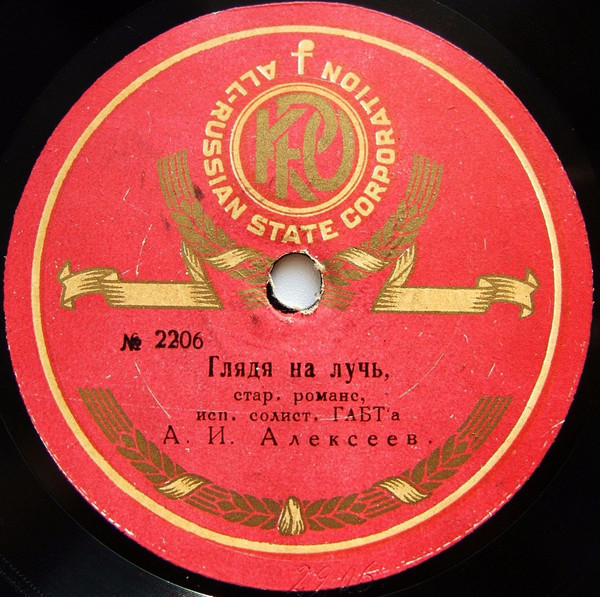 ALL-RUSSIAN STATE CORPORATION
№ 2206
Глядя на лучь,
стар. романс,
исп. солист. ГАБТ'а
А. И. Алексеев.